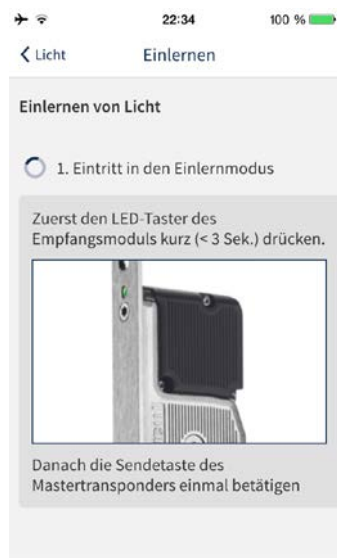 22:34
100 %
Licht
Einlernen
Einlernen von Licht
1. Eintritt in den Einlernmodus
Zuerst den LED-Taster des
Empfangsmoduls kurz (< 3 Sek.) drücken.
Danach die Sendetaste des
Mastertransponders einmal betätigen